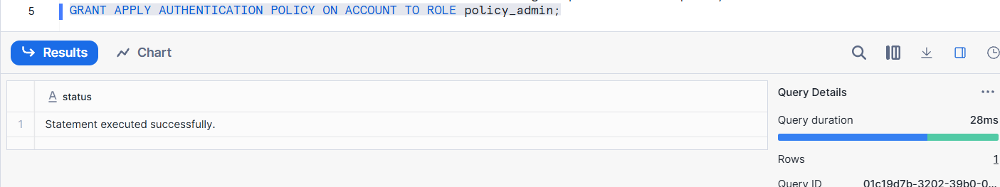 5 GRANT APPLY AUTHENTICATION POLICY ON ACCOUNT TO ROLE policy_admin;
Results Chart
A status
Query Details ...
1 Statement executed successfully.
Query duration 28ms
Rows 1
Query ID 01c19d7b-3202-39b0-0...